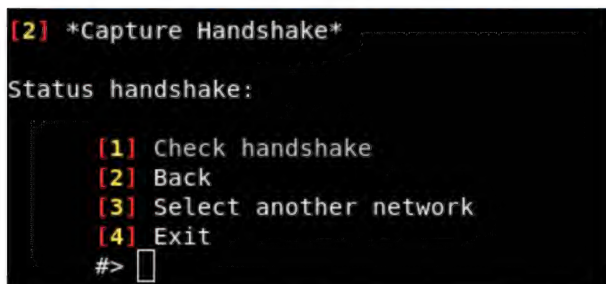 [2] *Capture Handshake*
Status handshake:
[1] Check handshake
[2] Back
[3] Select another network
[4] Exit
#>